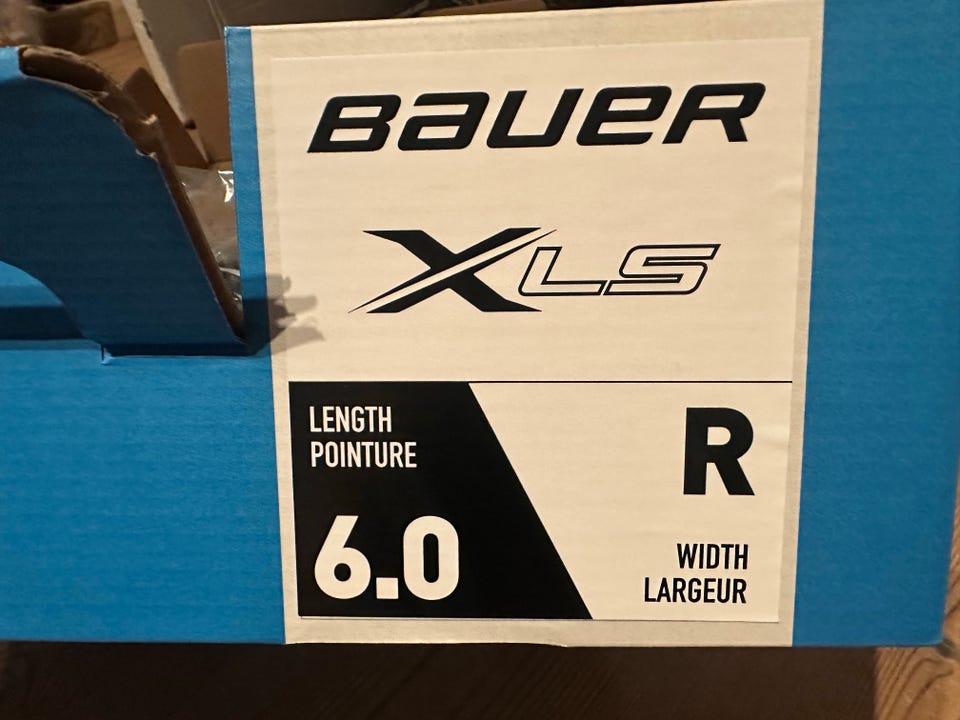 BAUER
XLS
LENGTH
POINTURE
6.0
R
WIDTH
LARGEUR